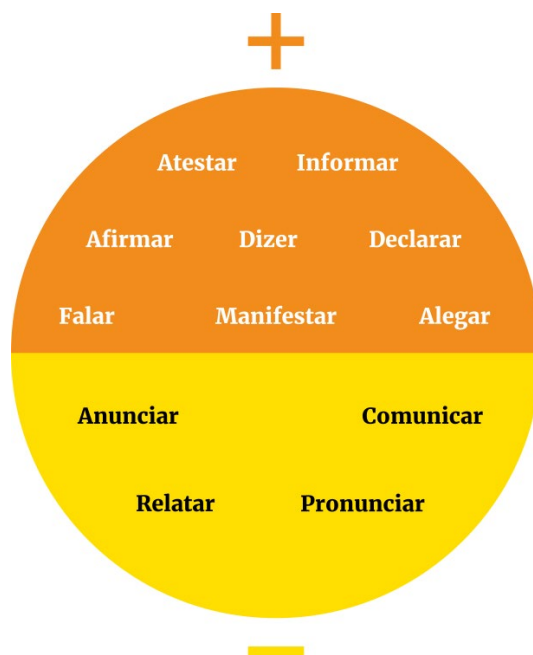 +
Atestar Informar
Afirmar Dizer Declarar
Falar Manifestar Alegar
Anunciar Comunicar
Relatar Pronunciar
−